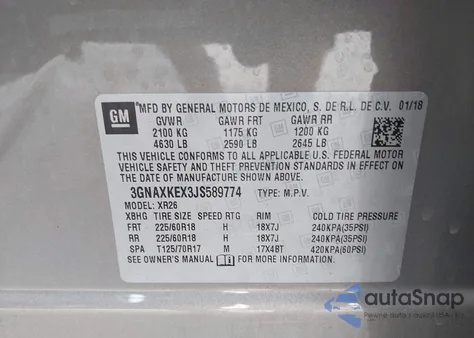 GM
MFD BY GENERAL MOTORS DE MEXICO, S. DE R.L. DE C.V. 01/18
GVWR GAWR FRT GAWR RR
2100 KG 1175 KG 1200 KG
4630 LB 2590 LB 2645 LB
THIS VEHICLE CONFORMS TO ALL APPLICABLE U.S. FEDERAL MOTOR
VEHICLE SAFETY AND THEFT PREVENTION STANDARDS IN EFFECT ON
THE DATE OF MANUFACTURE SHOWN ABOVE.
3GNAXKEX3JS589774 TYPE: M.P.V.
MODEL: XR26
XBHG TIRE SIZE SPEED RTG RIM COLD TIRE PRESSURE
FRT 225/60R18 H 18X7J 240KPA(35PSI)
RR 225/60R18 H 18X7J 240KPA(35PSI)
SPA T125/70R17 M 17X4BT 420KPA(60PSI)
SEE OWNER'S MANUAL FOR MORE INFORMATION.
autoSnap
Pewne auto z USA